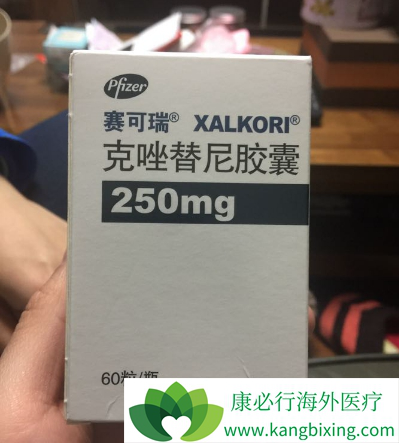 Pfizer
赛可瑞® XALKORI®
克唑替尼胶囊
250mg
60粒/瓶
康必行海外医疗
www.kangbixing.com